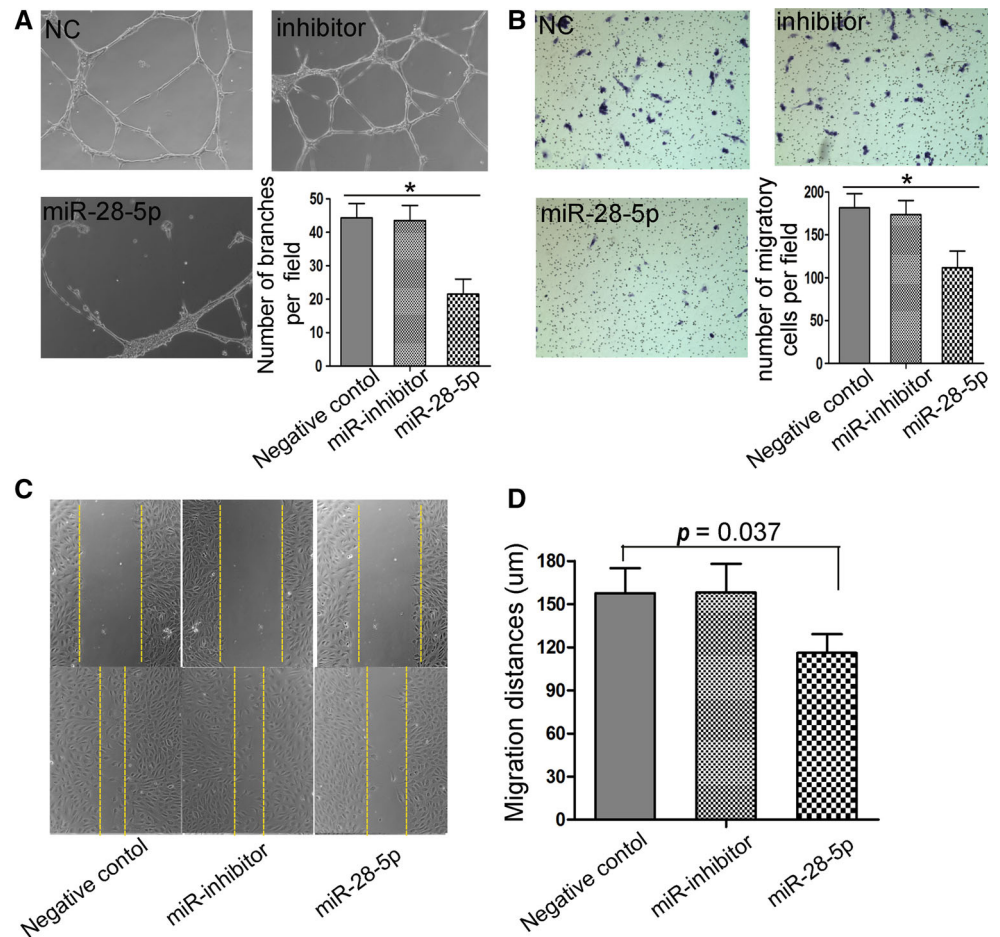 A
NC
inhibitor
miR-28-5p
Number of branches
per field
50
40
20
10
0
*
Negative contol
miR-inhibitor
miR-28-5p
B
NC
inhibitor
miR-28-5p
number of migratory
cells per field
200
150
100
50
0
*
Negative contol
miR-inhibitor
miR-28-5p
C
Negative contol
miR-inhibitor
miR-28-5p
D
Migration distances (um)
180
150
120
90
60
30
0
p = 0.037
Negative contol
miR-inhibitor
miR-28-5p